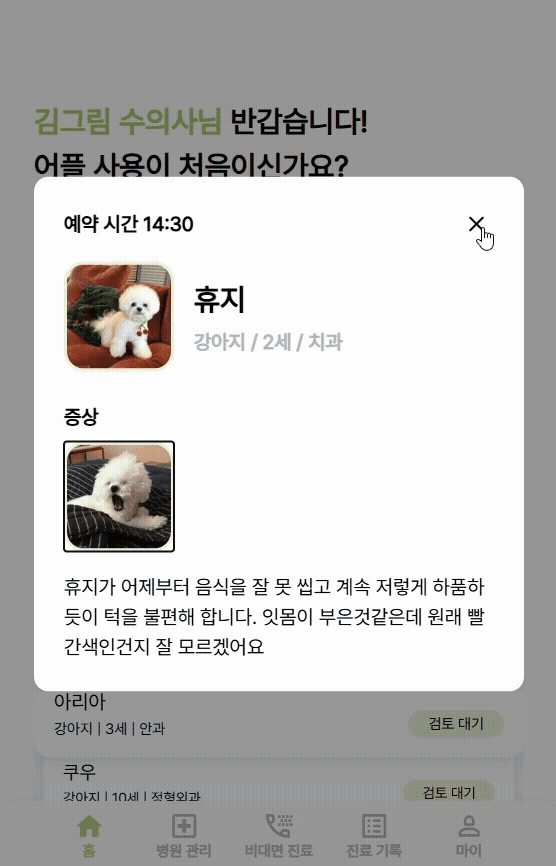 김그림 수의사님 반갑습니다!
어플 사용이 처음이신가요?
예약 시간 14:30
휴지
강아지 / 2세 / 치과
증상
휴지가 어제부터 음식을 잘 못 씹고 계속 저렇게 하품하
듯이 턱을 불편해 합니다. 잇몸이 부은것같은데 원래 빨
간색인건지 잘 모르겠어요
아리아
강아지 | 3세 | 안과
검토 대기
쿠우
강아지 | 10세 | 정형외과
검토 대기
홈
병원 관리
비대면 진료
진료 기록
마이